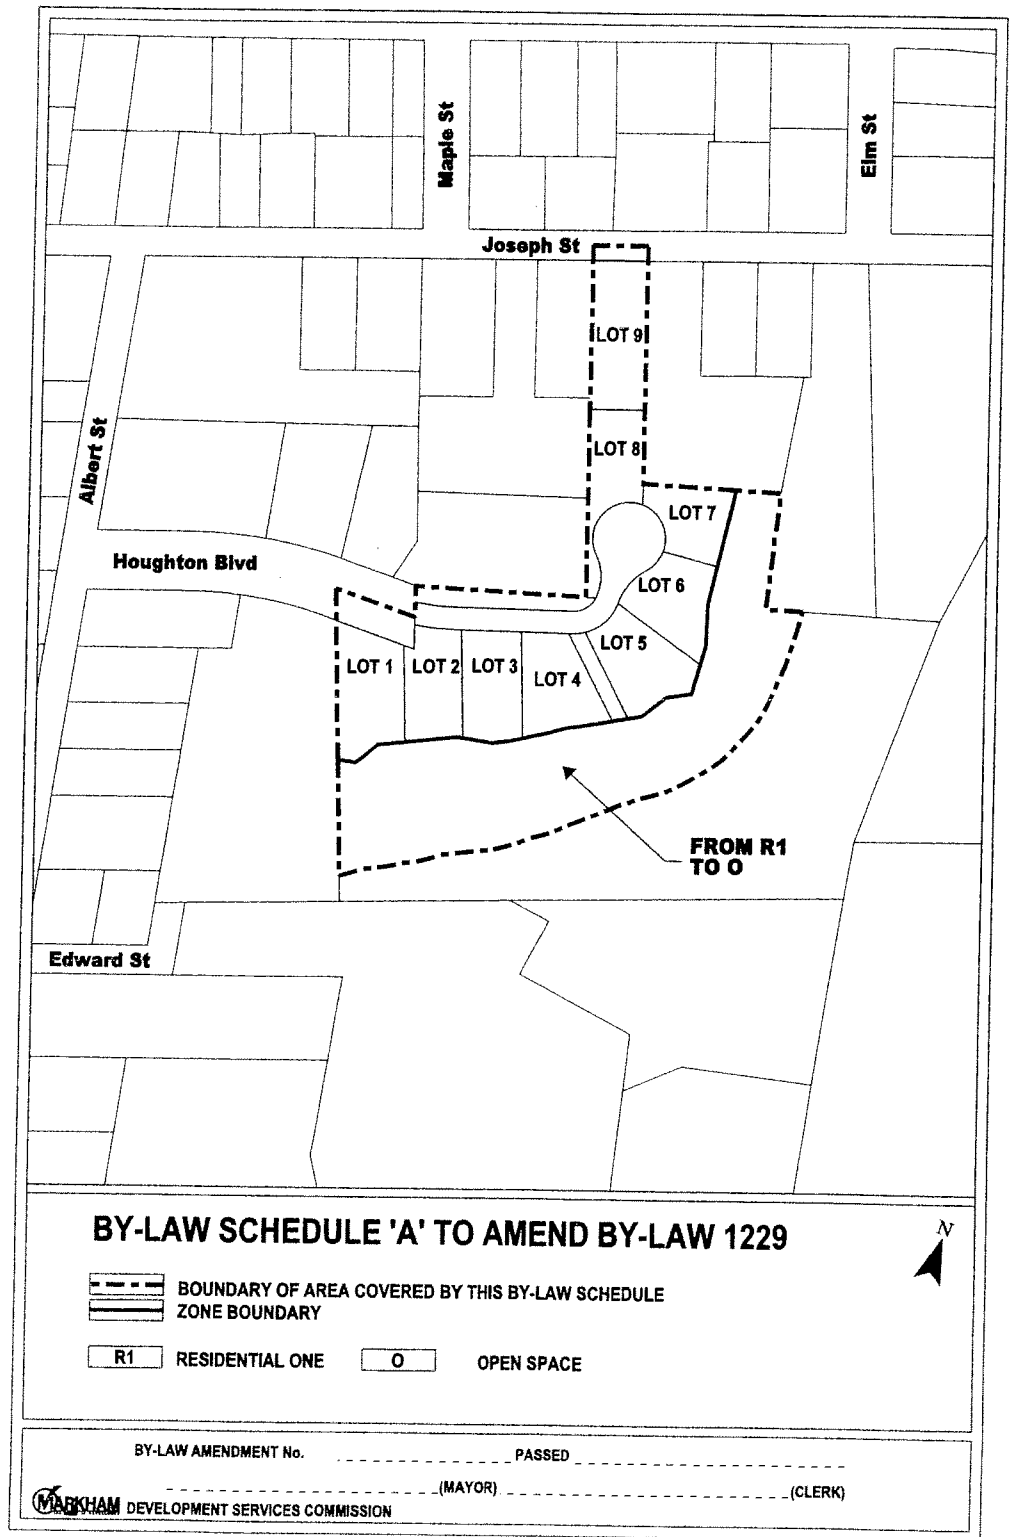 Maple St
Elm St
Joseph St
LOT 9
Albert St
LOT 8
LOT 7
Houghton Blvd
LOT 6
LOT 5
LOT 1
LOT 2
LOT 3
LOT 4
FROM R1
TO O
Edward St
BY-LAW SCHEDULE 'A' TO AMEND BY-LAW 1229
N
BOUNDARY OF AREA COVERED BY THIS BY-LAW SCHEDULE
ZONE BOUNDARY
R1 RESIDENTIAL ONE O OPEN SPACE
BY-LAW AMENDMENT No. PASSED
(MAYOR) (CLERK)
MARKHAM DEVELOPMENT SERVICES COMMISSION